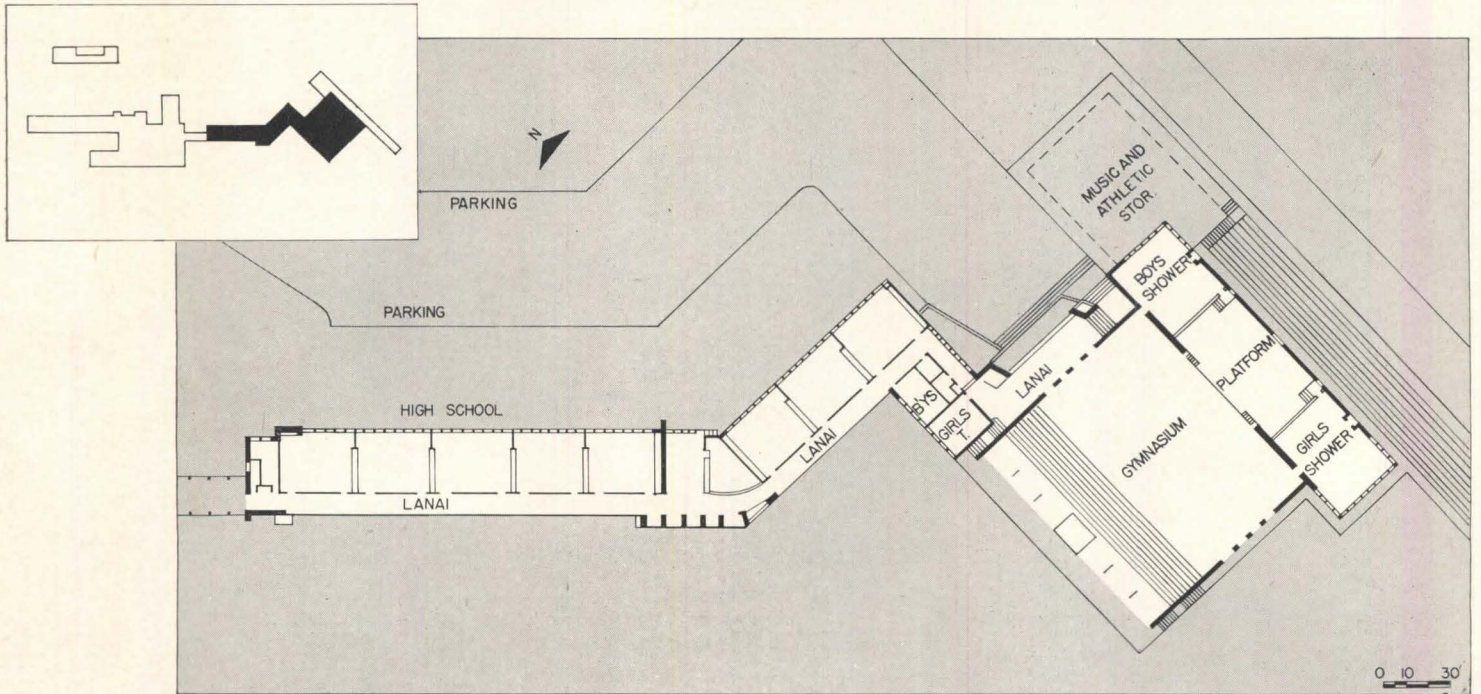 N
PARKING
PARKING
HIGH SCHOOL
LANAI
LANAI
B'YS
GIRLS
T.
LANAI
MUSIC AND
ATHLETIC
STOR.
BOYS
SHOWER
PLATFORM
GYMNASIUM
GIRLS
SHOWER
0 10 30'